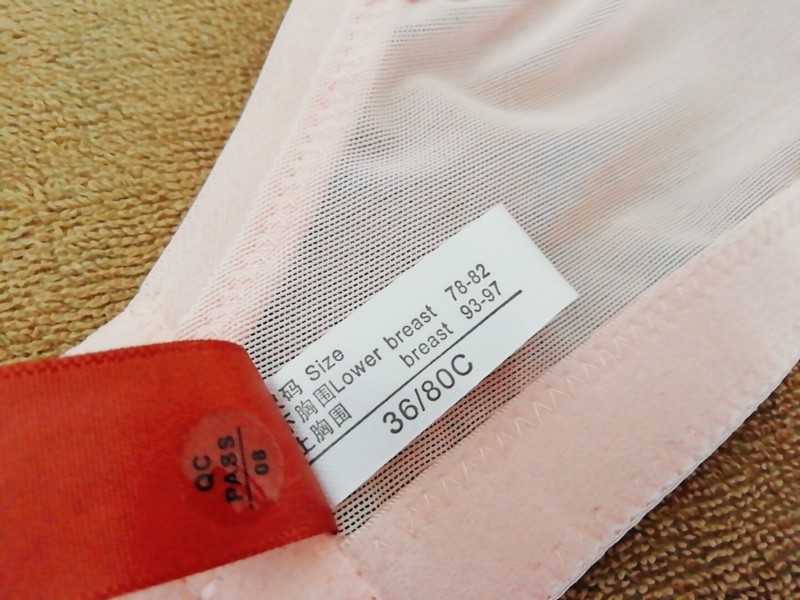 码 Size
胸围Lower breast 78-82
胸围 breast 93-97
36/80C
QC
PASS
08